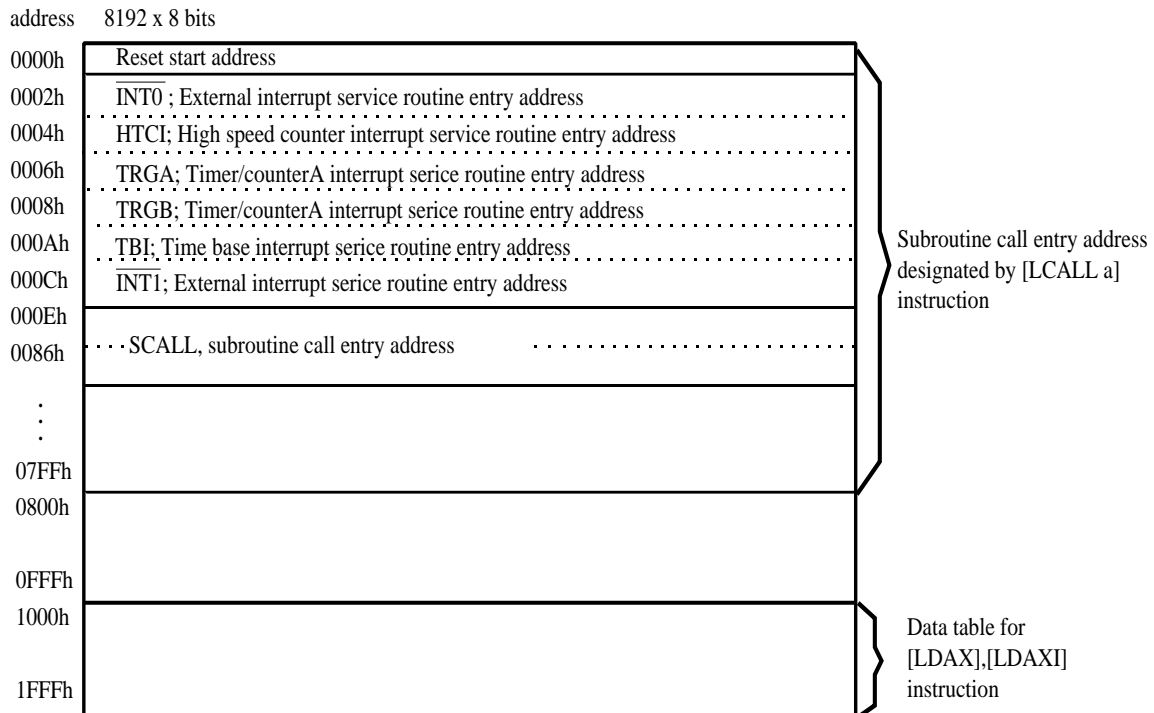 address 8192 x 8 bits
0000h Reset start address
0002h INT0 ; External interrupt service routine entry address
0004h HTCI; High speed counter interrupt service routine entry address
0006h TRGA; Timer/counterA interrupt serice routine entry address
0008h TRGB; Timer/counterA interrupt serice routine entry address
000Ah TBI; Time base interrupt serice routine entry address
000Ch INT1; External interrupt serice routine entry address
000Eh
0086h SCALL, subroutine call entry address
07FFh
0800h
0FFFh
1000h
1FFFh
Subroutine call entry address
designated by [LCALL a]
instruction
Data table for
[LDAX],[LDAXI]
instruction